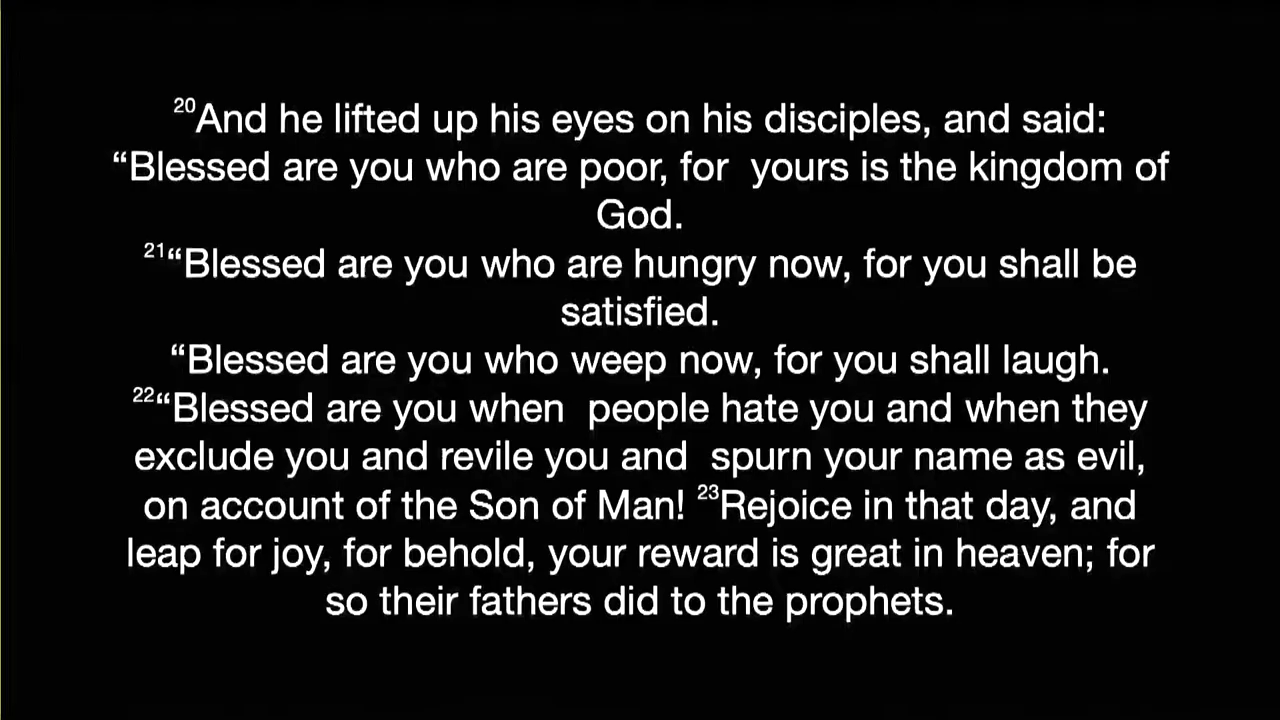 20And he lifted up his eyes on his disciples, and said:
“Blessed are you who are poor, for yours is the kingdom of
God.
21“Blessed are you who are hungry now, for you shall be
satisfied.
“Blessed are you who weep now, for you shall laugh.
22“Blessed are you when people hate you and when they
exclude you and revile you and spurn your name as evil,
on account of the Son of Man! 23Rejoice in that day, and
leap for joy, for behold, your reward is great in heaven; for
so their fathers did to the prophets.